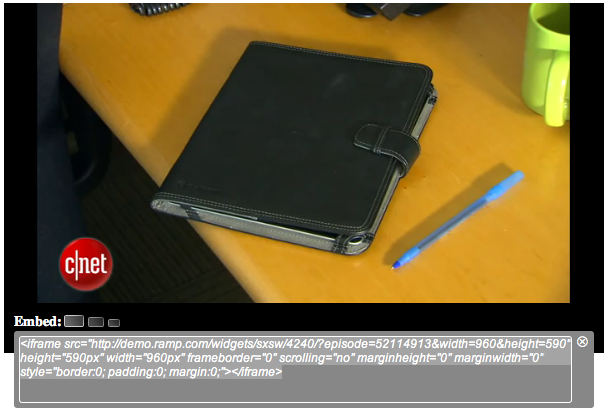 c|net
Embed:
<iframe src="http://demo.ramp.com/widgets/sxsw/4240/?episode=52114913&width=960&height=590"
height="590px" width="960px" frameborder="0" scrolling="no" marginheight="0" marginwidth="0"
style="border:0; padding:0; margin:0;"></iframe>